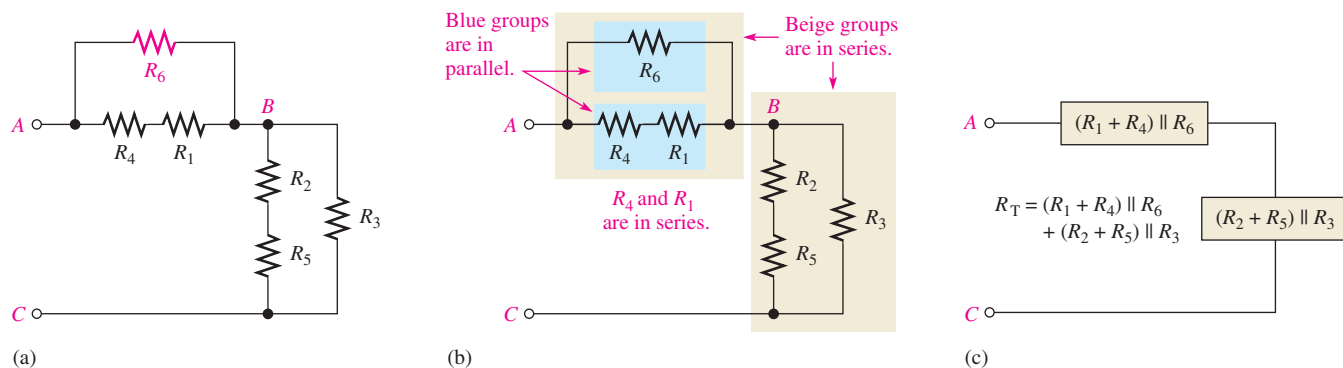 R6
A
B
R4
R1
R2
R3
R5
C
(a)
Blue groups
are in
parallel.
Beige groups
are in series.
R6
A
B
R4
R1
R4 and R1
are in series.
R2
R3
R5
C
(b)
A
(R1 + R4) || R6
RT = (R1 + R4) || R6
+ (R2 + R5) || R3
(R2 + R5) || R3
C
(c)